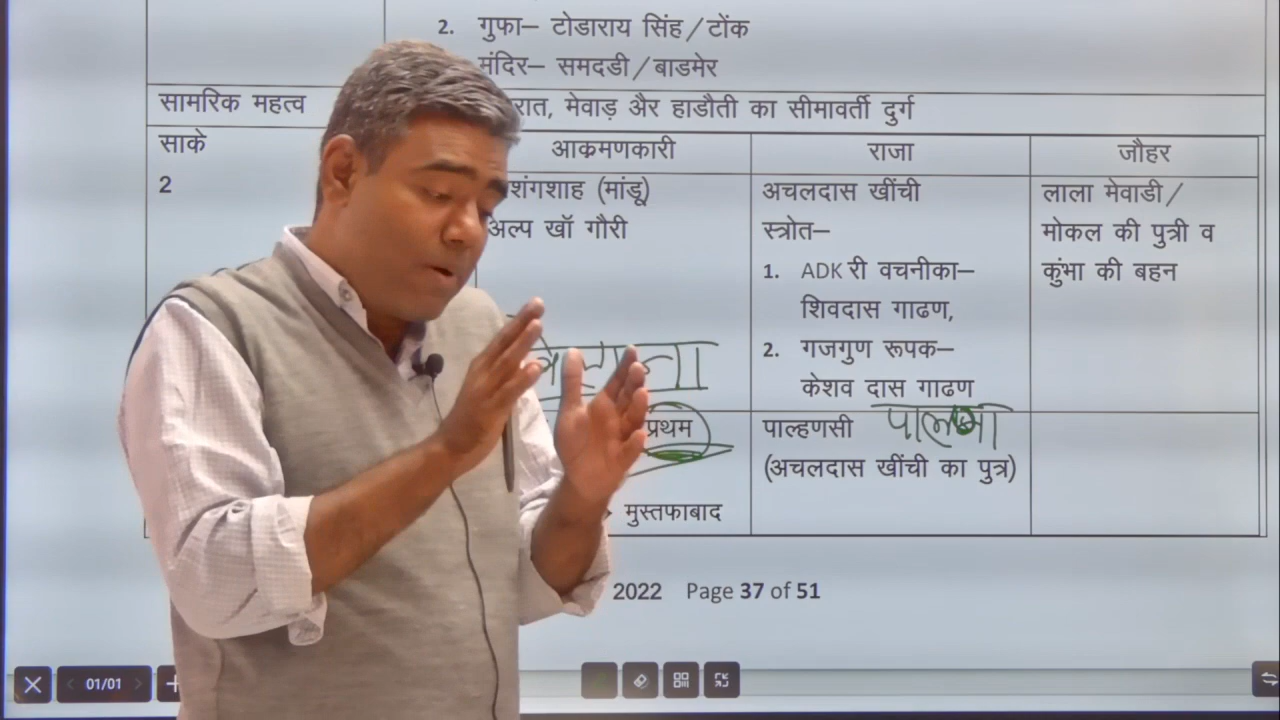 2. गुफा– टोडाराय सिंह/टोंक
मंदिर– समदडी/बाडमेर
सामरिक महत्व
मेवाड़ और हाडौती का सीमावर्ती दुर्ग
साके आक्रमणकारी राजा जौहर
2 (मांडू) अचलदास खींची लाला मेवाडी/
अल्प खॉ गौरी स्त्रोत– मोकल की पुत्री व
1. ADK री वचनीका– कुंभा की बहन
शिवदास गाढण,
2. गजगुण रूपक–
केशव दास गाढण
प्रथम पाल्हणसी
(अचलदास खींची का पुत्र)
मुस्तफाबाद
2022 Page 37 of 51
01/01